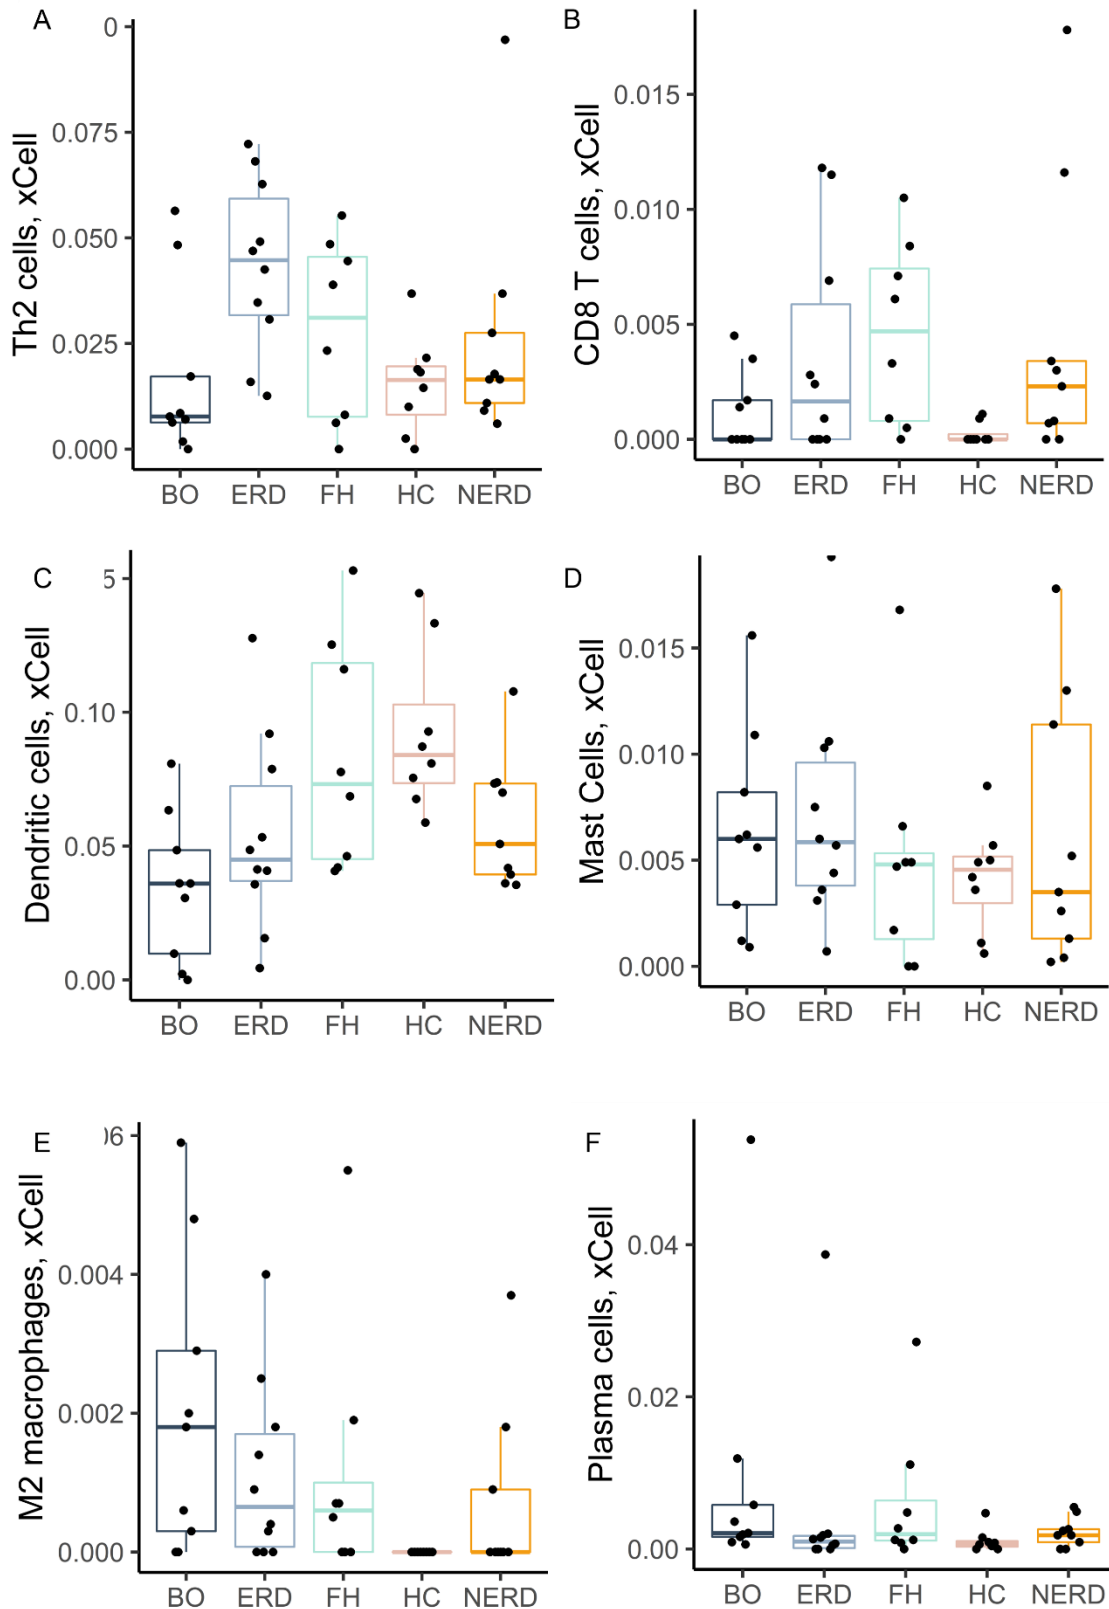 A
Th2 cells, xCell
0
0.075
0.050
0.025
0.000
BO ERD FH HC NERD
B
CD8 T cells, xCell
0.015
0.010
0.005
0.000
BO ERD FH HC NERD
C
Dendritic cells, xCell
5
0.10
0.05
0.00
BO ERD FH HC NERD
D
Mast Cells, xCell
0.015
0.010
0.005
0.000
BO ERD FH HC NERD
E
M2 macrophages, xCell
06
0.004
0.002
0.000
BO ERD FH HC NERD
F
Plasma cells, xCell
0.04
0.02
0.00
BO ERD FH HC NERD